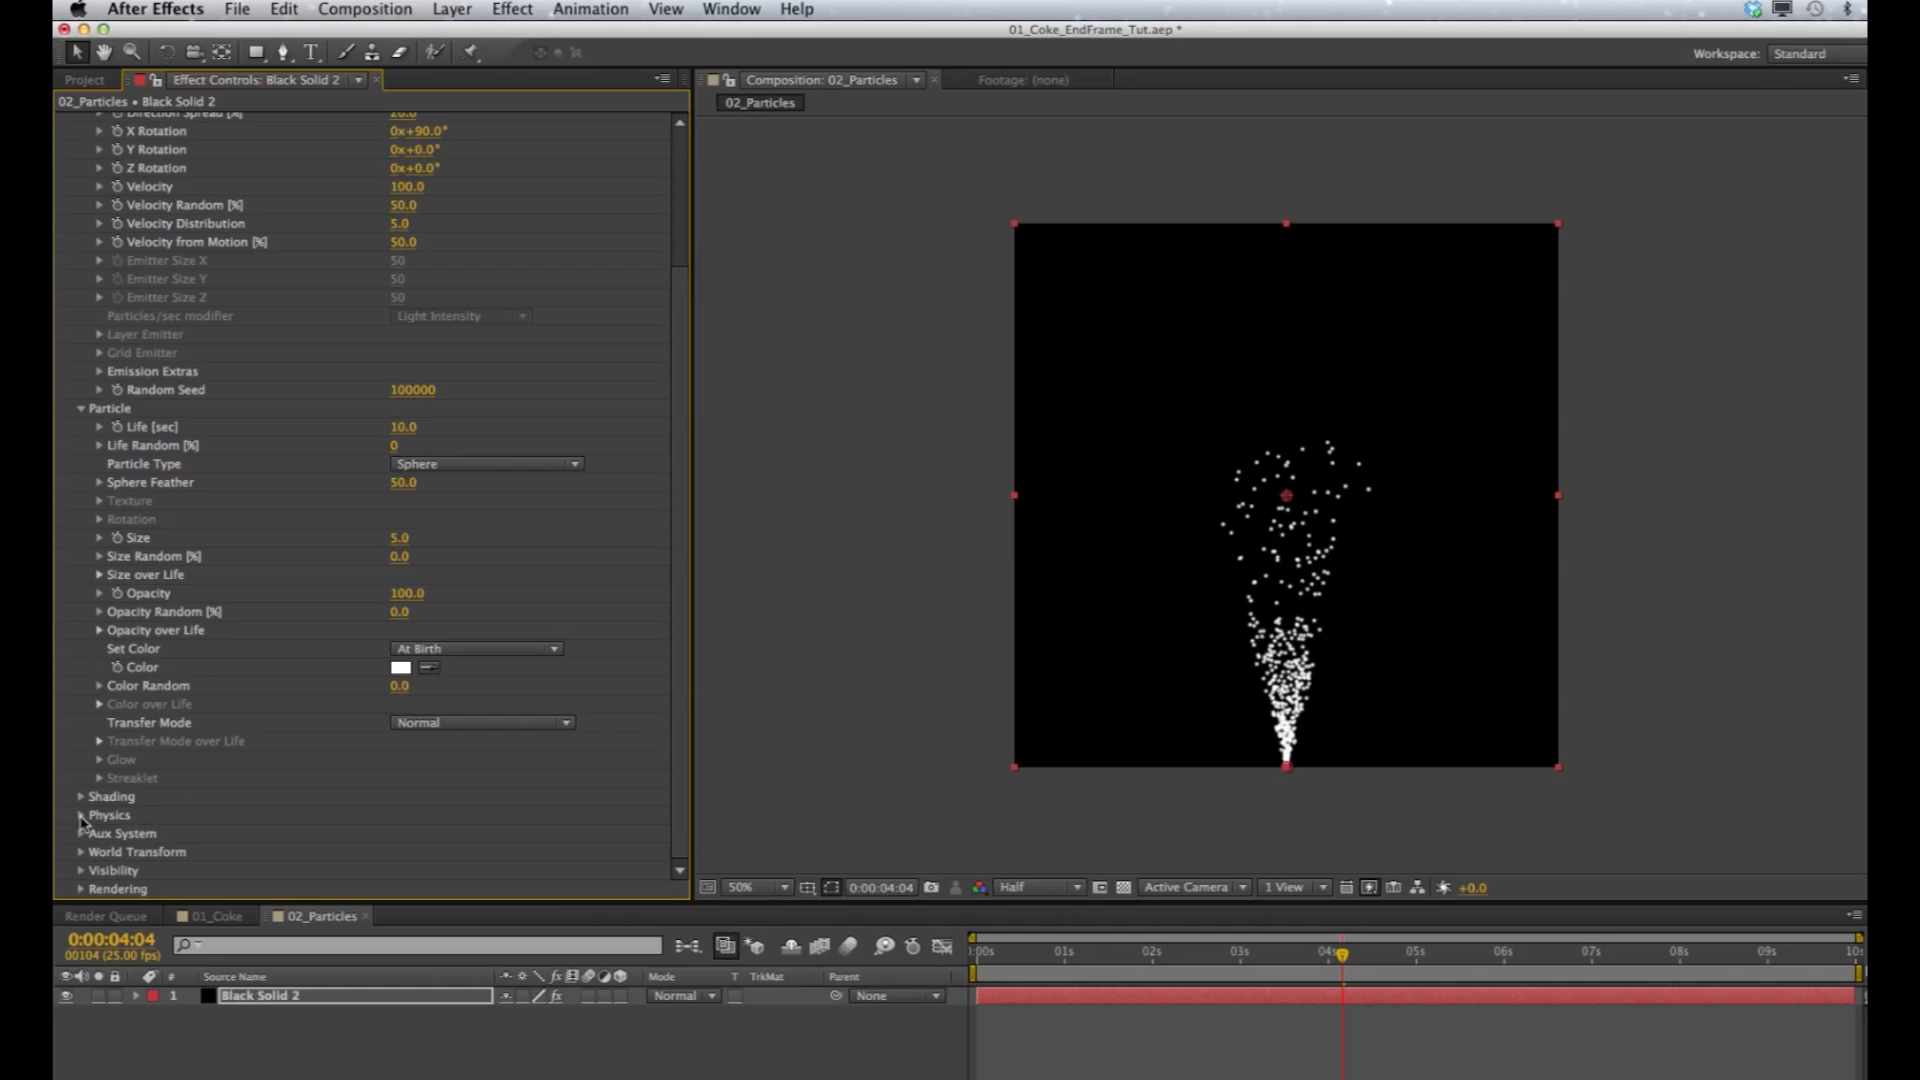 After Effects File Edit Composition Layer Effect Animation View Window Help
01_Coke_EndFrame_Tut.aep *
T Workspace: Standard
Project Effect Controls: Black Solid 2 Composition: 02_Particles Footage: (none)
02_Particles • Black Solid 2 02_Particles
Direction Spread [%] 20.0
X Rotation 0x+90.0°
Y Rotation 0x+0.0°
Z Rotation 0x+0.0°
Velocity 100.0
Velocity Random [%] 50.0
Velocity Distribution 5.0
Velocity from Motion [%] 50.0
Emitter Size X 50
Emitter Size Y 50
Emitter Size Z 50
Particles/sec modifier Light Intensity
Layer Emitter
Grid Emitter
Emission Extras
Random Seed 100000
Particle
Life [sec] 10.0
Life Random [%] 0
Particle Type Sphere
Sphere Feather 50.0
Texture
Rotation
Size 5.0
Size Random [%] 0.0
Size over Life
Opacity 100.0
Opacity Random [%] 0.0
Opacity over Life
Set Color At Birth
Color
Color Random 0.0
Color over Life
Transfer Mode Normal
Transfer Mode over Life
Glow
Streaklet
Shading
Physics
Aux System
World Transform
Visibility
Rendering
50% 0:00:04:04 Half Active Camera 1 View +0.0
Render Queue 01_Coke 02_Particles
0:00:04:04
00104 (25.00 fps)
:00s 01s 02s 03s 04s 05s 06s 07s 08s 09s 10s
# Source Name fx Mode T TrkMat Parent
1 Black Solid 2 fx Normal None